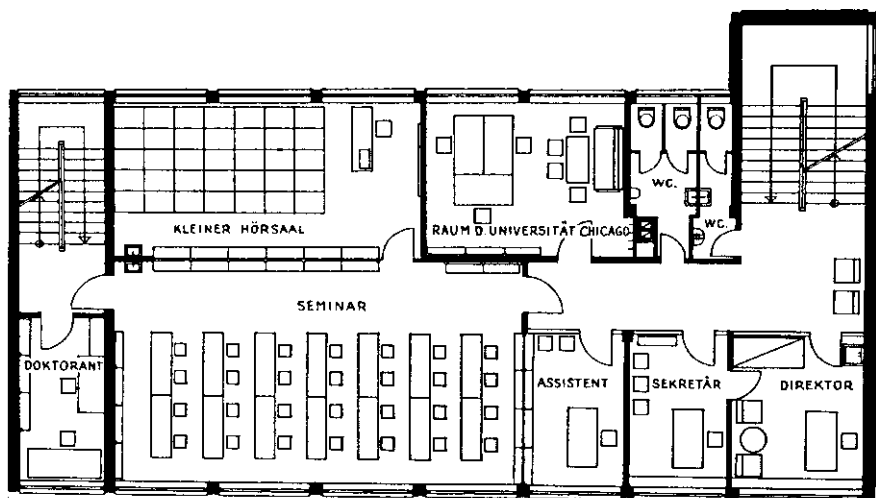 WC.
WC.
KLEINER HÖRSAAL
RAUM D. UNIVERSITÄT CHICAGO
SEMINAR
DOKTORANT
ASSISTENT
SEKRETÄR
DIREKTOR